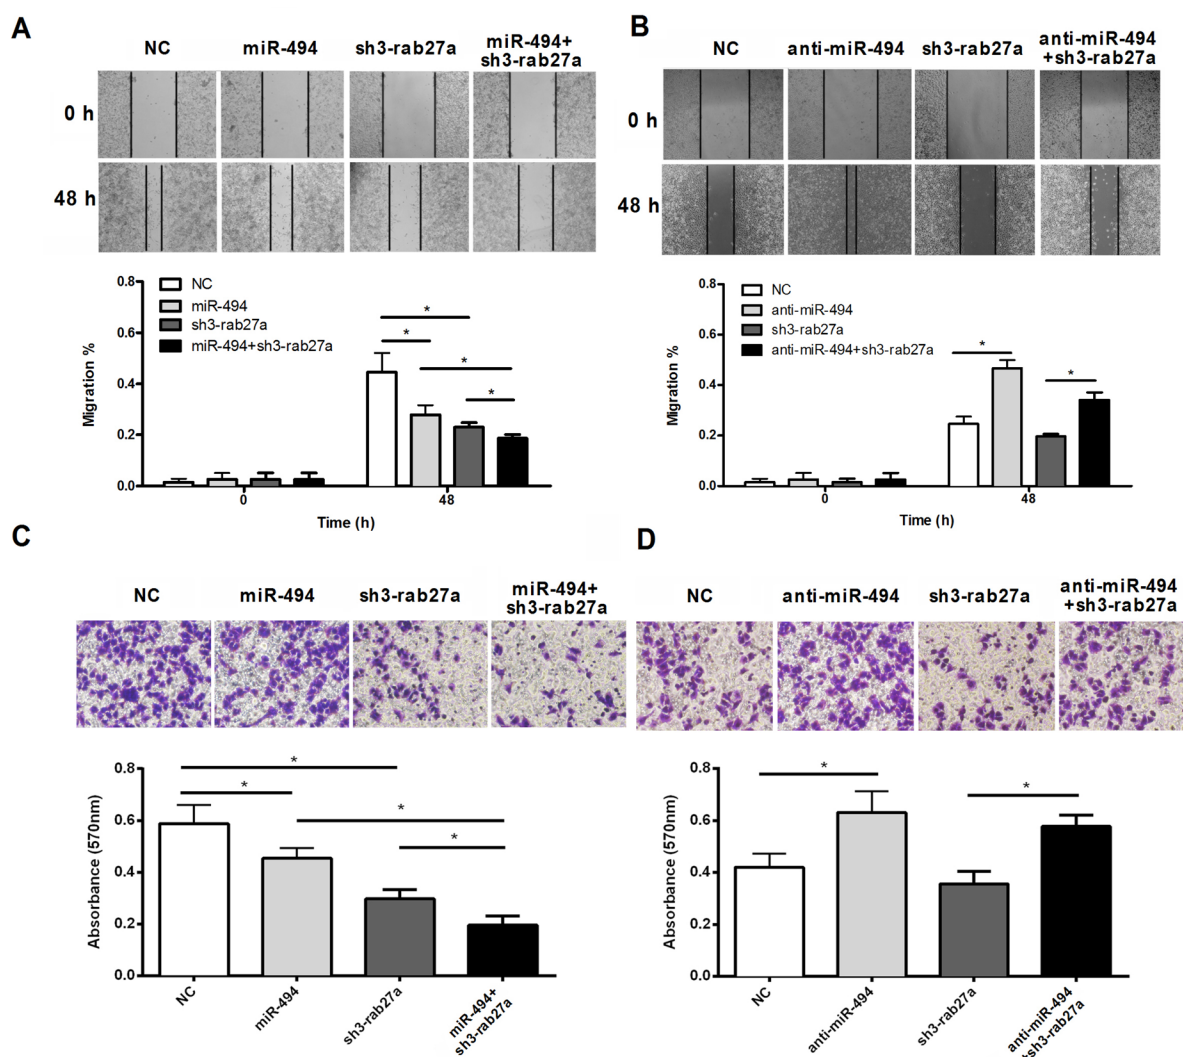 A
NC
miR-494
sh3-rab27a
miR-494+
sh3-rab27a
0 h
48 h
0.8
0.6
0.4
0.2
0.0
Migration %
NC
miR-494
sh3-rab27a
miR-494+sh3-rab27a
*
*
*
*
0
48
Time (h)
B
NC
anti-miR-494
sh3-rab27a
anti-miR-494
+sh3-rab27a
0 h
48 h
0.8
0.6
0.4
0.2
0.0
Migration %
NC
anti-miR-494
sh3-rab27a
anti-miR-494+sh3-rab27a
*
*
0
48
Time (h)
C
NC
miR-494
sh3-rab27a
miR-494+
sh3-rab27a
0.8
0.6
0.4
0.2
0.0
Absorbance (570nm)
*
*
*
*
NC
miR-494
sh3-rab27a
miR-494+
sh3-rab27a
D
NC
anti-miR-494
sh3-rab27a
anti-miR-494
+sh3-rab27a
0.8
0.6
0.4
0.2
0.0
Absorbance (570nm)
*
*
NC
anti-miR-494
sh3-rab27a
anti-miR-494
+sh3-rab27a